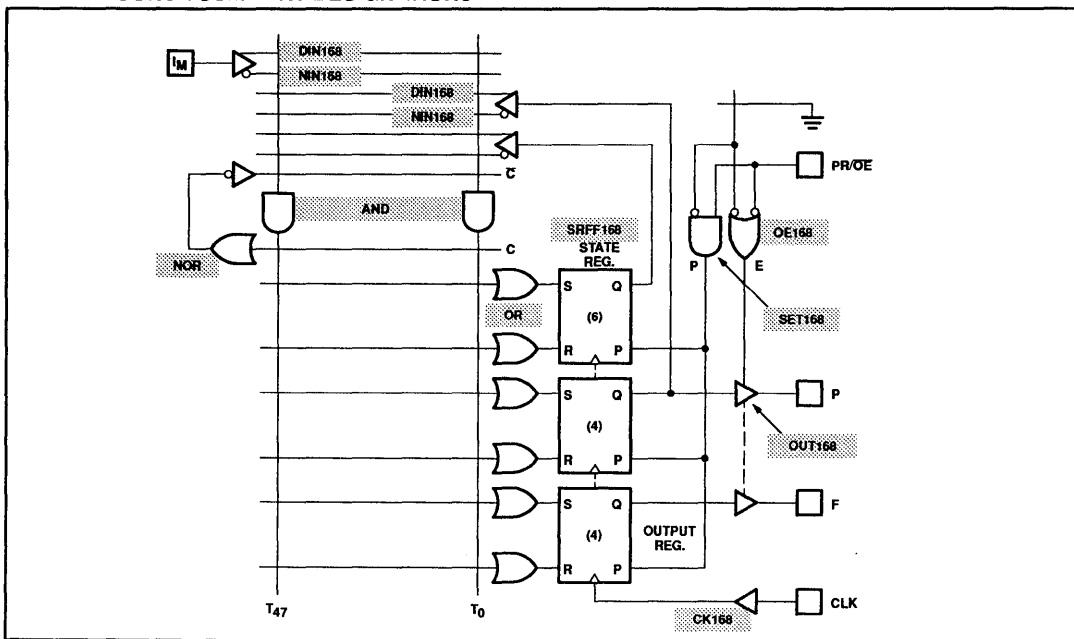 DIN168
I_M
NIN168
DIN168
NIN168
PR/O̅E̅
C̅
AND
SRFF168
STATE
REG.
OE168
NOR
C
P
E
S
Q
SET168
OR
(6)
R
P
S
Q
P
(4)
OUT168
R
P
S
Q
F
(4)
OUTPUT
REG.
R
P
T47
T0
CK168
CLK